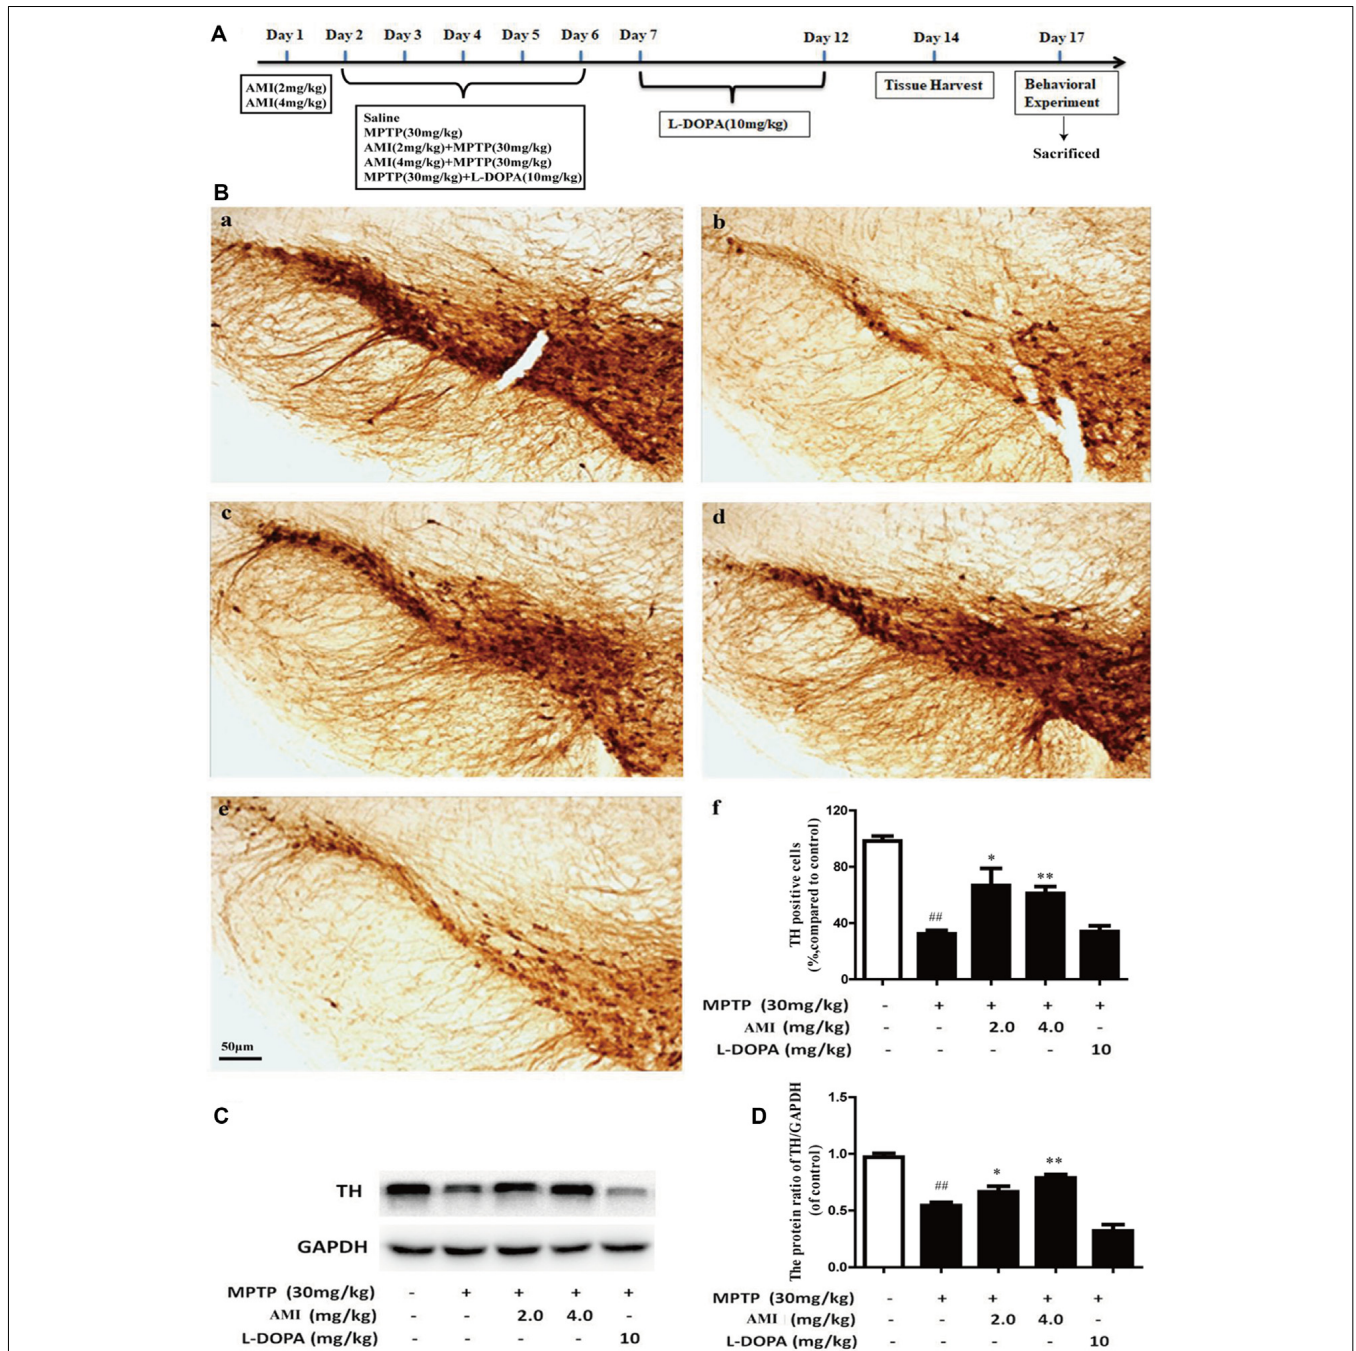 A
Day 1 Day 2 Day 3 Day 4 Day 5 Day 6 Day 7 Day 12 Day 14 Day 17
AMI(2mg/kg)
AMI(4mg/kg)
Saline
MPTP(30mg/kg)
AMI(2mg/kg)+MPTP(30mg/kg)
AMI(4mg/kg)+MPTP(30mg/kg)
MPTP(30mg/kg)+L-DOPA(10mg/kg)
L-DOPA(10mg/kg)
Tissue Harvest
Behavioral
Experiment
Sacrificed
B
a
b
c
d
e
50μm
f
TH positive cells
(%,compared to control)
120
80
40
0
##
*
**
MPTP (30mg/kg) - + + + +
AMI (mg/kg) - - 2.0 4.0 -
L-DOPA (mg/kg) - - - - 10
C
TH
GAPDH
MPTP (30mg/kg) - + + + +
AMI (mg/kg) - - 2.0 4.0 -
L-DOPA (mg/kg) - - - - 10
D
The protein ratio of TH/GAPDH
(of control)
1.5
1.0
0.5
0.0
##
*
**
MPTP (30mg/kg) - + + + +
AMI (mg/kg) - - 2.0 4.0 -
L-DOPA (mg/kg) - - - - 10